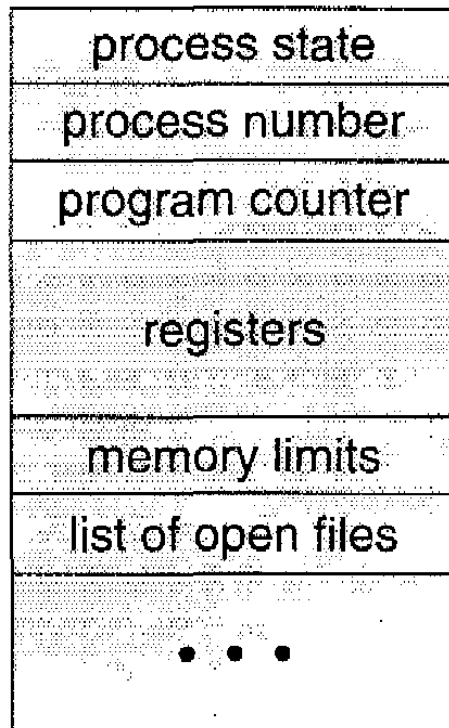 process state
process number
program counter
registers
memory limits
list of open files
• • •